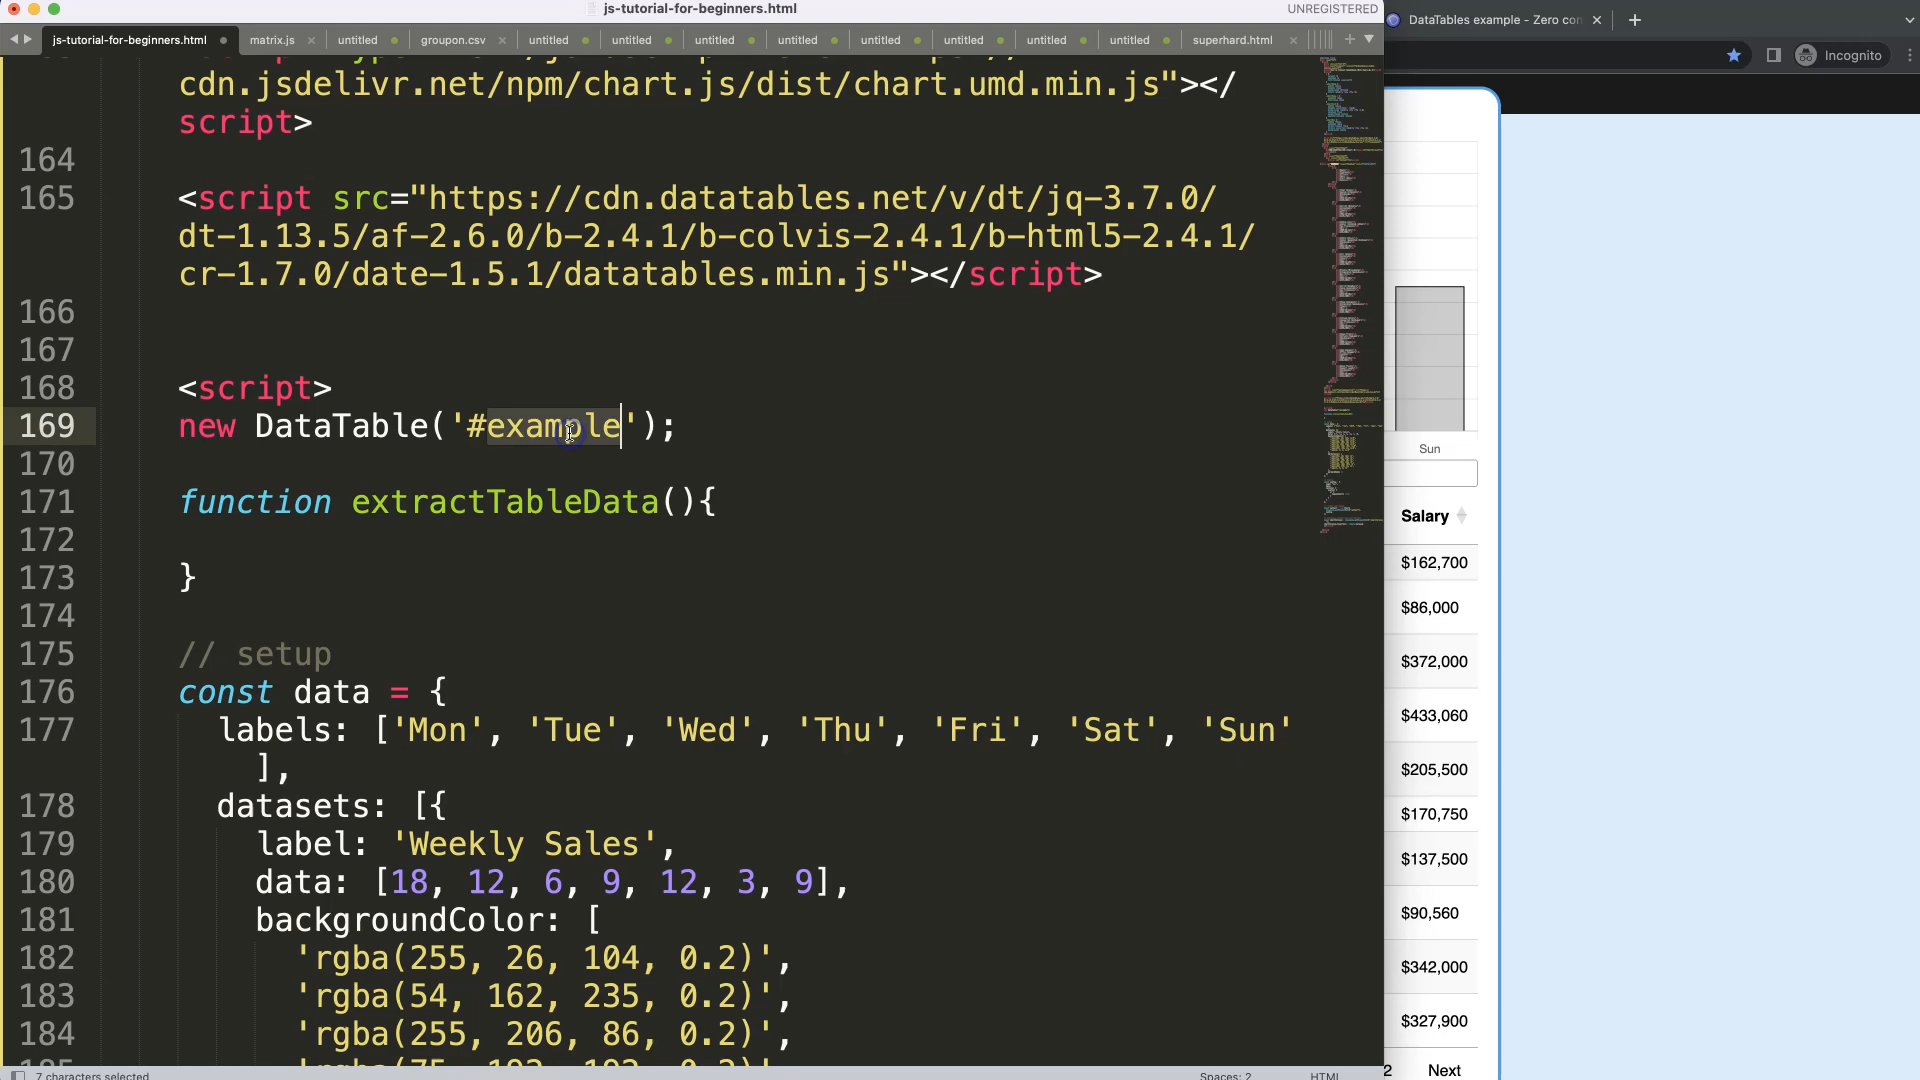 js-tutorial-for-beginners.html
UNREGISTERED
DataTables example - Zero con
js-tutorial-for-beginners.html
matrix.js
untitled
groupon.csv
untitled
untitled
untitled
untitled
untitled
untitled
untitled
untitled
superhard.html
Incognito
cdn.jsdelivr.net/npm/chart.js/dist/chart.umd.min.js"></
script>
164
165 <script src="https://cdn.datatables.net/v/dt/jq-3.7.0/
dt-1.13.5/af-2.6.0/b-2.4.1/b-colvis-2.4.1/b-html5-2.4.1/
cr-1.7.0/date-1.5.1/datatables.min.js"></script>
166
167
168 <script>
169 new DataTable('#example');
170
171 function extractTableData(){
172
173 }
174
175 // setup
176 const data = {
177 labels: ['Mon', 'Tue', 'Wed', 'Thu', 'Fri', 'Sat', 'Sun'
],
178 datasets: [{
179 label: 'Weekly Sales',
180 data: [18, 12, 6, 9, 12, 3, 9],
181 backgroundColor: [
182 'rgba(255, 26, 104, 0.2)',
183 'rgba(54, 162, 235, 0.2)',
184 'rgba(255, 206, 86, 0.2)',
Sun
Salary
$162,700
$86,000
$372,000
$433,060
$205,500
$170,750
$137,500
$90,560
$342,000
$327,900
2 Next
7 characters selected
Spaces: 2
HTML